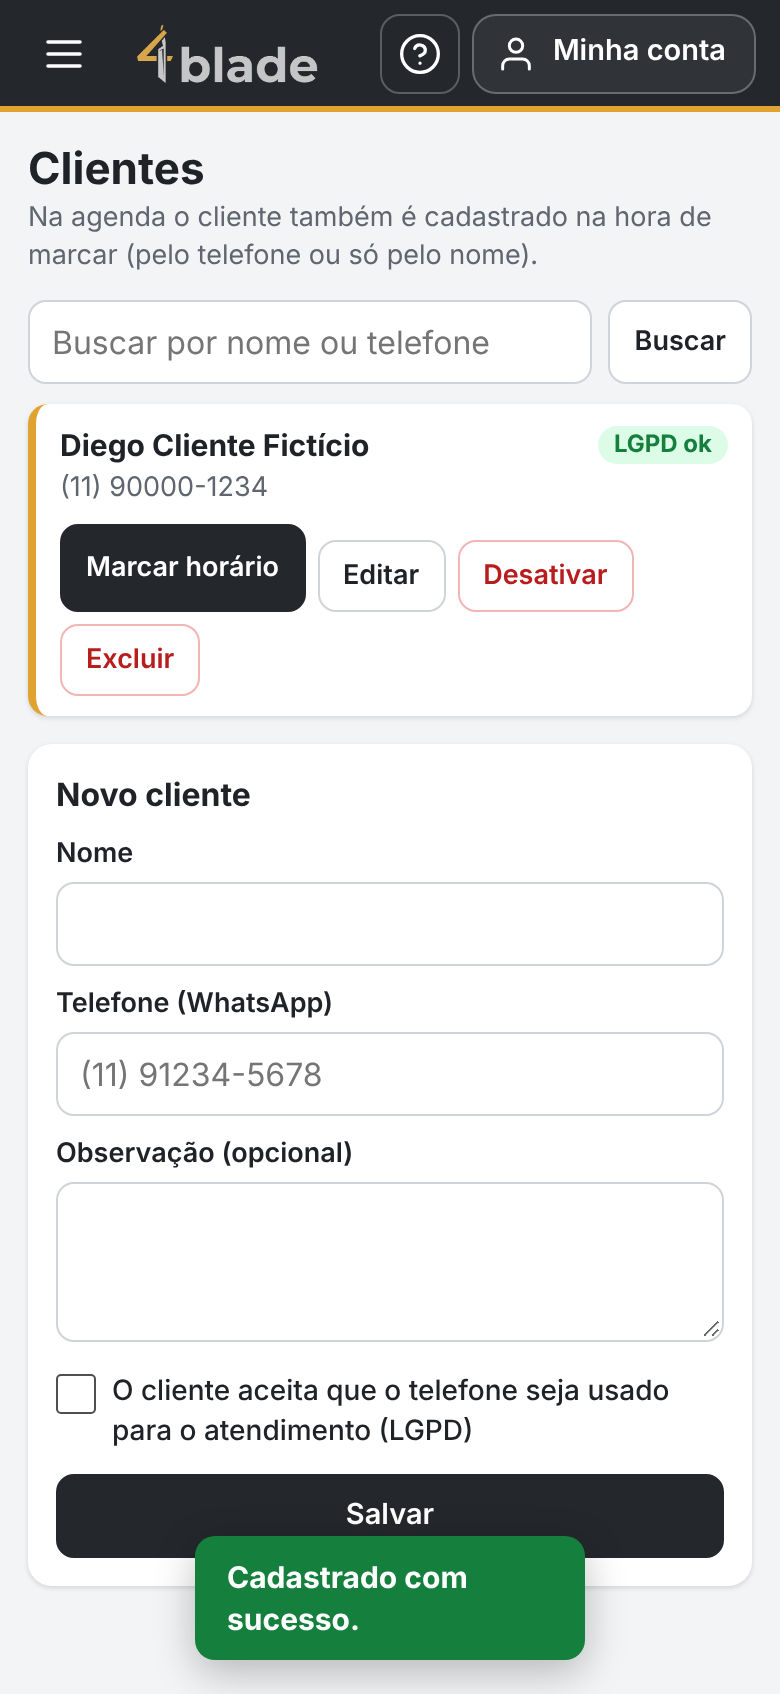 4blade
Minha conta
Clientes
Na agenda o cliente também é cadastrado na hora de
marcar (pelo telefone ou só pelo nome).
Buscar por nome ou telefone
Buscar
Diego Cliente Fictício
LGPD ok
(11) 90000-1234
Marcar horário
Editar
Desativar
Excluir
Novo cliente
Nome
Telefone (WhatsApp)
(11) 91234-5678
Observação (opcional)
O cliente aceita que o telefone seja usado
para o atendimento (LGPD)
Salvar
Cadastrado com
sucesso.